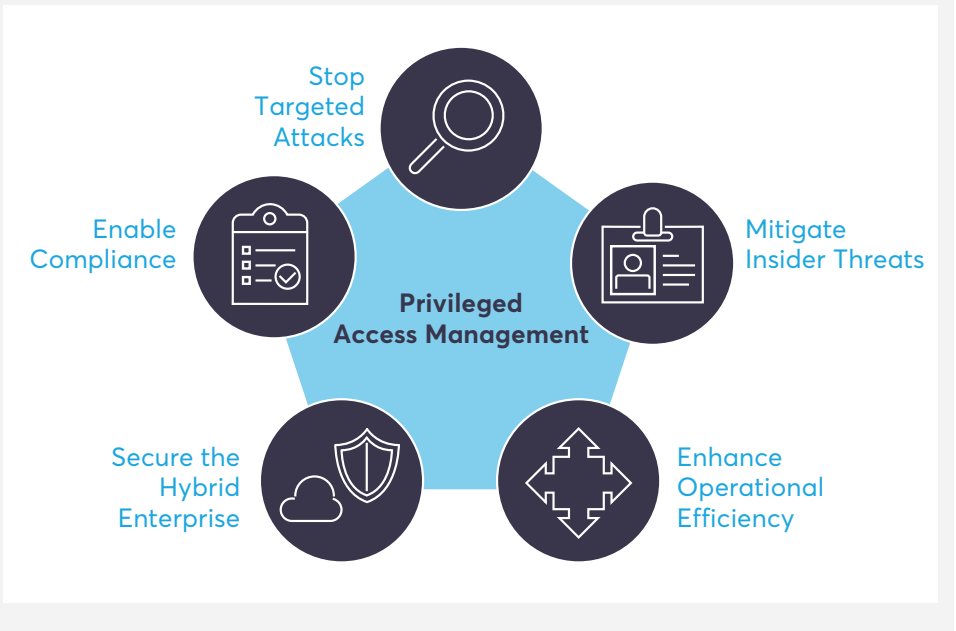 Stop
Targeted
Attacks
Enable
Compliance
Mitigate
Insider Threats
Privileged
Access Management
Secure the
Hybrid
Enterprise
Enhance
Operational
Efficiency